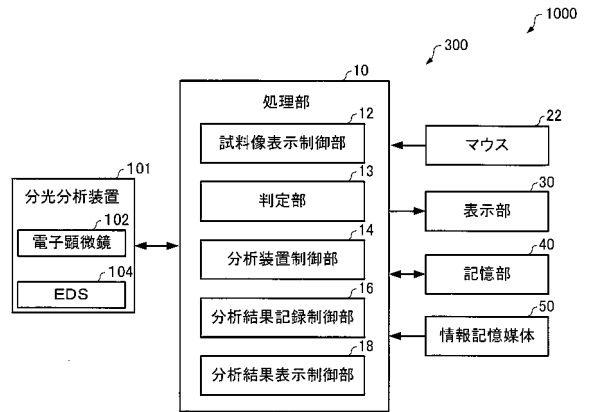 1000
300
10
処理部
12
試料像表示制御部
13
判定部
14
分析装置制御部
16
分析結果記録制御部
18
分析結果表示制御部
101
分光分析装置
102
電子顕微鏡
104
EDS
22
マウス
30
表示部
40
記憶部
50
情報記憶媒体